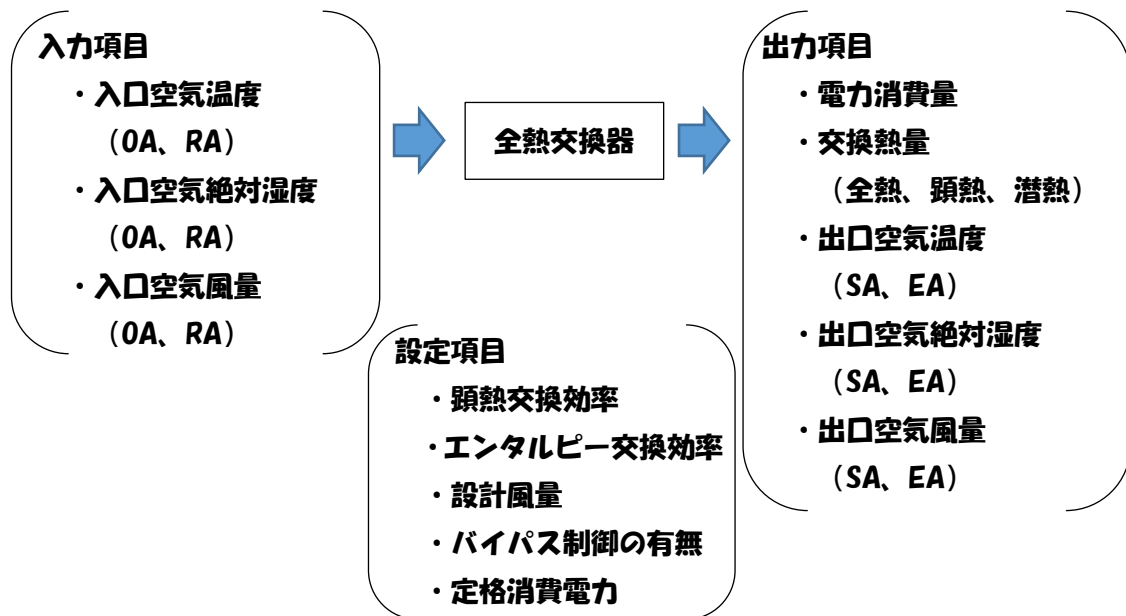 入力項目
・入口空気温度
（OA、RA）
・入口空気絶対湿度
（OA、RA）
・入口空気風量
（OA、RA）
全熱交換器
設定項目
・顕熱交換効率
・エンタルピー交換効率
・設計風量
・バイパス制御の有無
・定格消費電力
出力項目
・電力消費量
・交換熱量
（全熱、顕熱、潜熱）
・出口空気温度
（SA、EA）
・出口空気絶対湿度
（SA、EA）
・出口空気風量
（SA、EA）